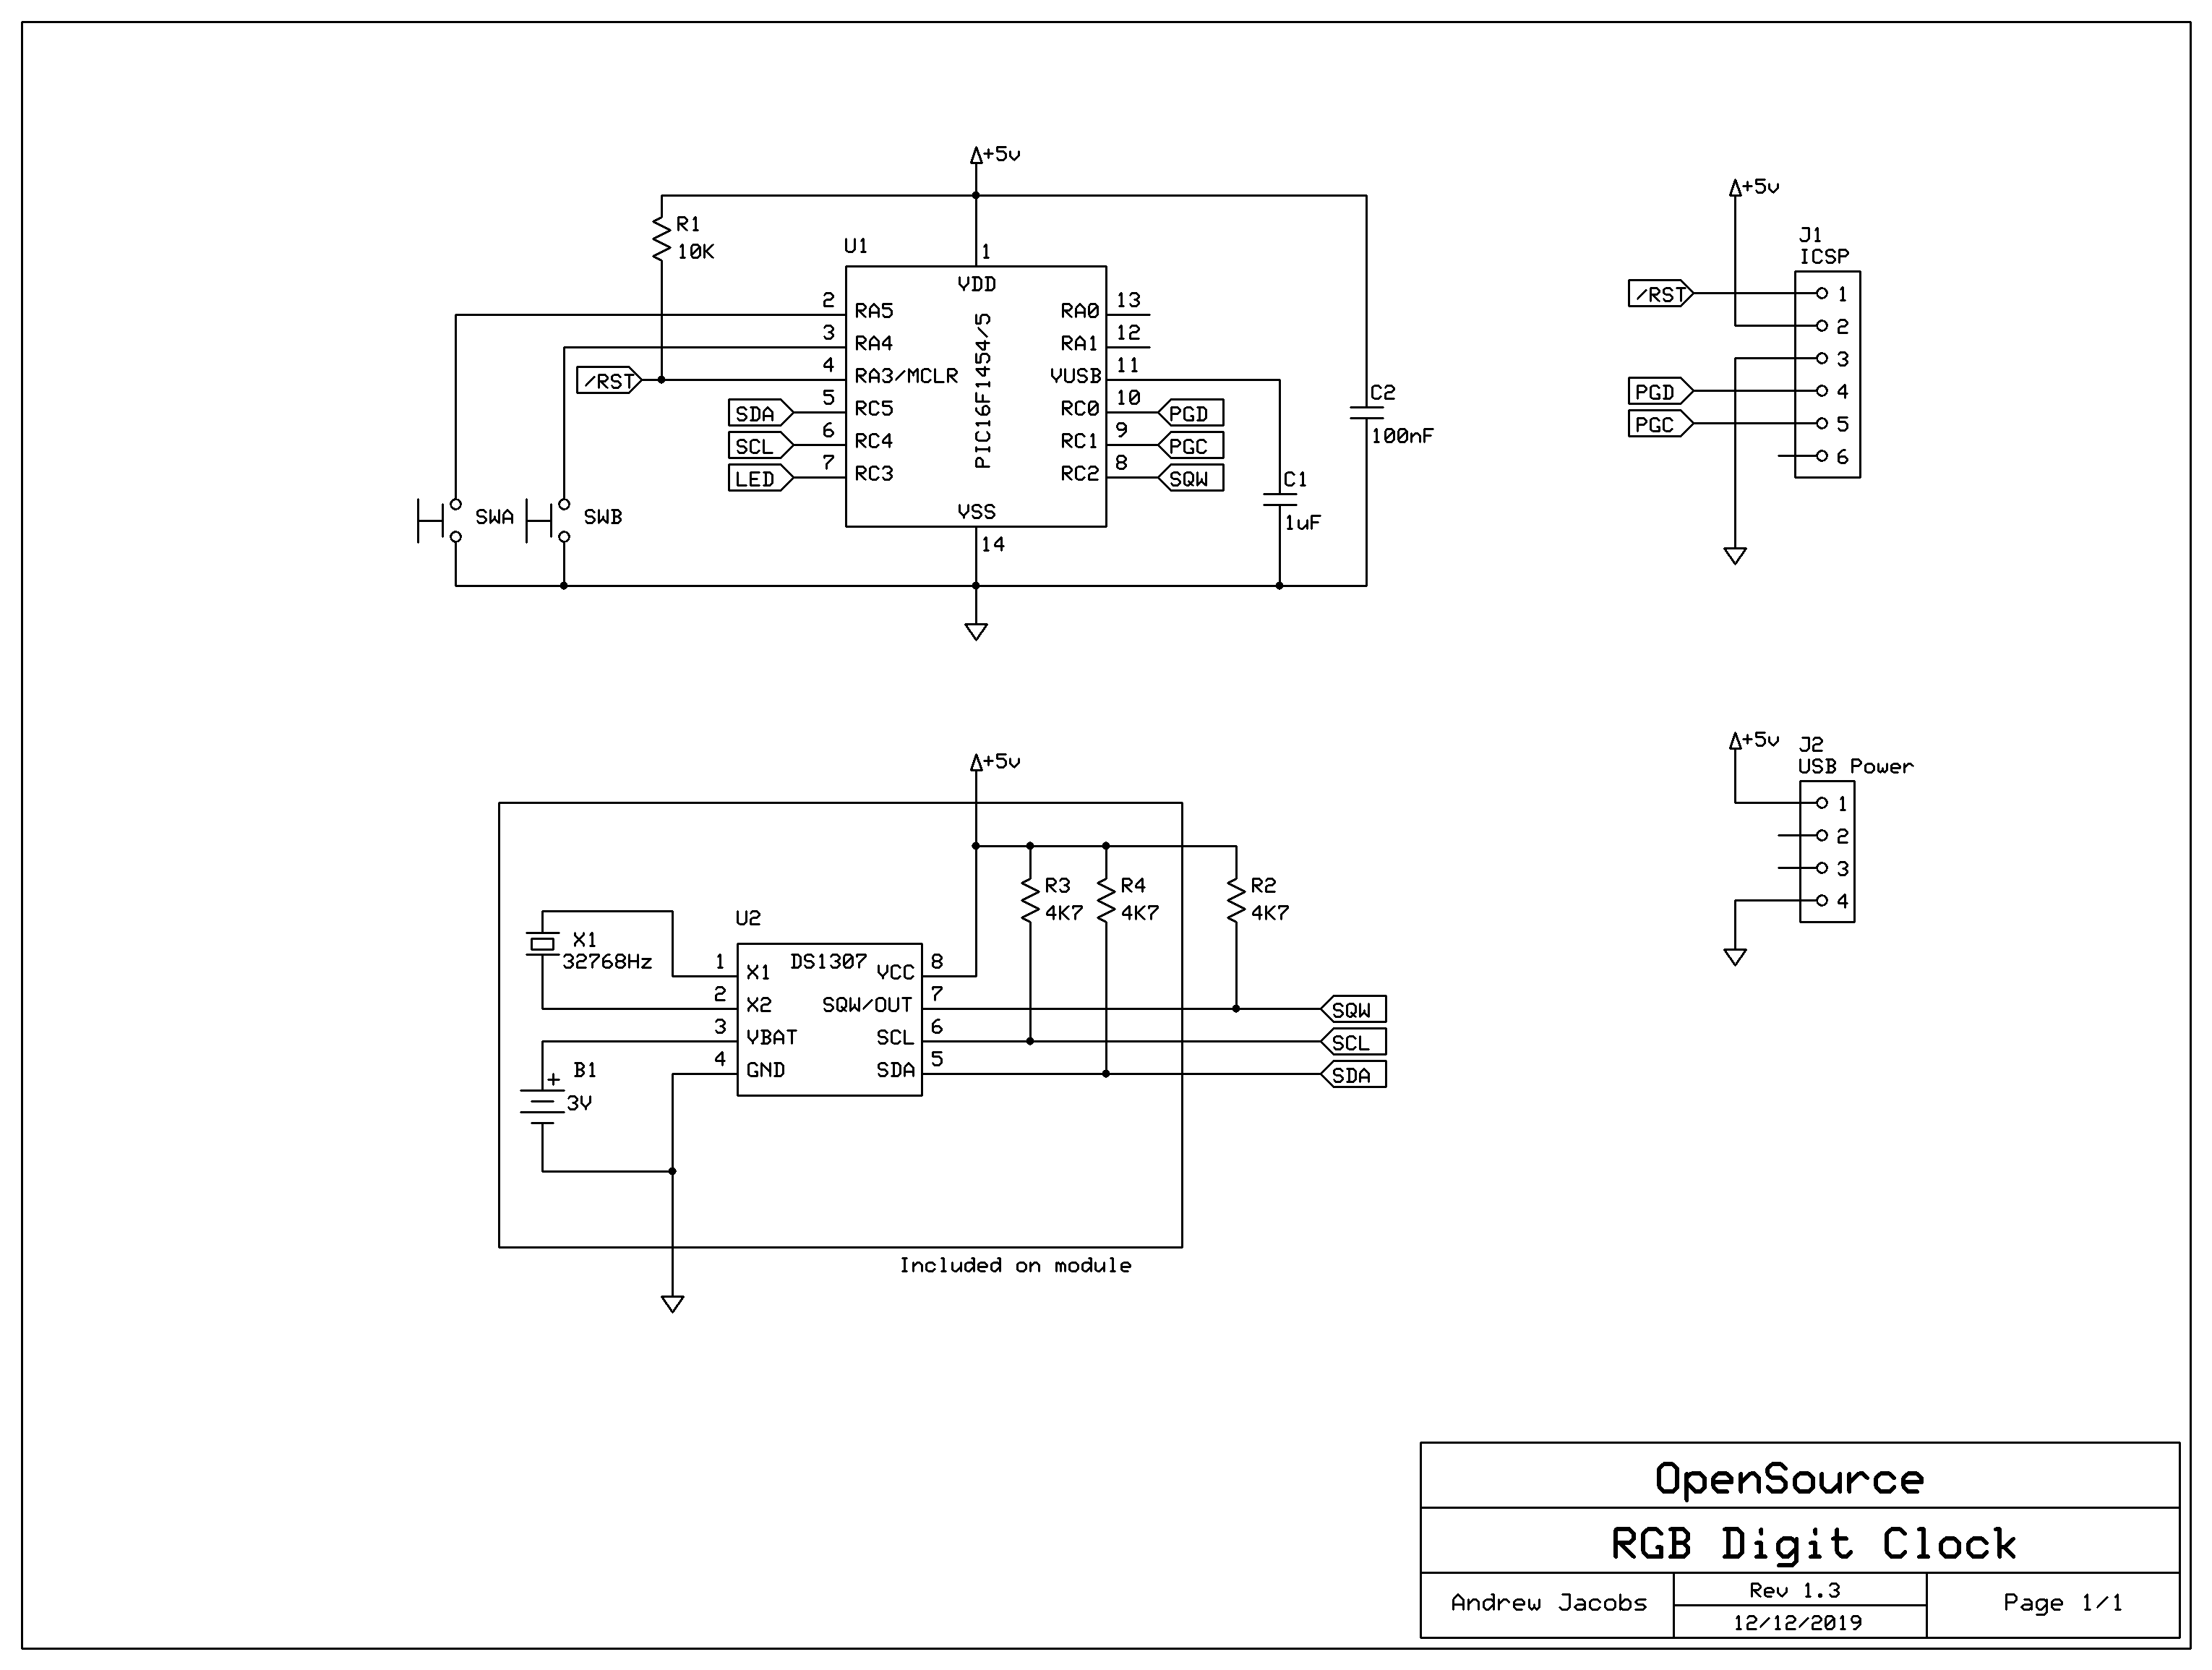 +5v
R1
10K
U1
1
VDD
2
RA5
3
RA4
/RST
4
RA3/MCLR
SDA
5
RC5
SCL
6
RC4
LED
7
RC3
PIC16F1454/5
RA0
13
RA1
12
VUSB
11
RC0
10
PGD
RC1
9
PGC
RC2
8
SQW
VSS
14
SWA
SWB
C1
1uF
C2
100nF
+5v
J1
ICSP
/RST
1
2
3
PGD
4
PGC
5
6
+5v
J2
USB Power
1
2
3
4
+5v
R3
4K7
R4
4K7
R2
4K7
U2
DS1307
X1
32768Hz
1
X1
2
X2
3
VBAT
4
GND
B1
+
3V
VCC
8
SQW/OUT
7
SQW
SCL
6
SCL
SDA
5
SDA
Included on module
OpenSource
RGB Digit Clock
Andrew Jacobs
Rev 1.3
12/12/2019
Page 1/1